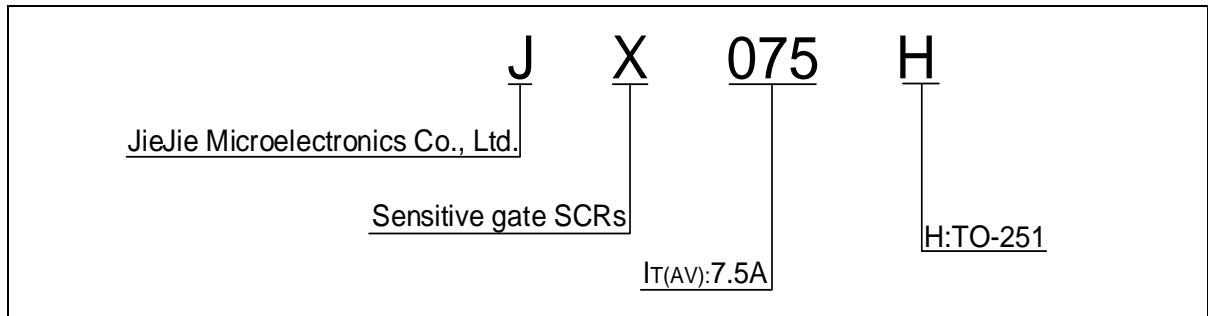 J X 075 H
JieJie Microelectronics Co., Ltd.
Sensitive gate SCRs
H:TO-251
IT(AV):7.5A